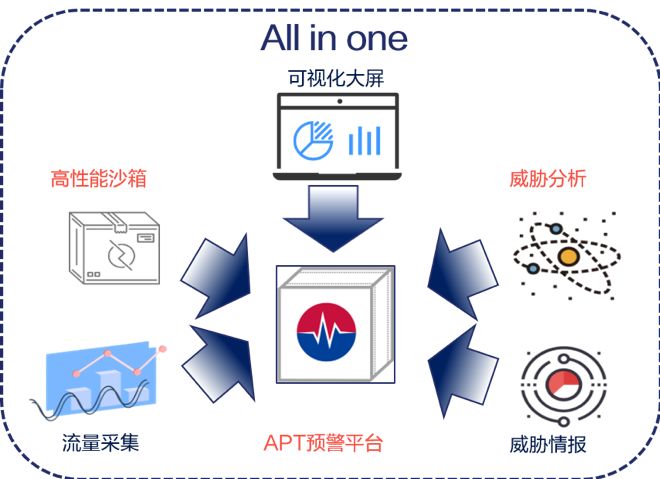 All in one
可视化大屏
高性能沙箱
威胁分析
流量采集
APT预警平台
威胁情报